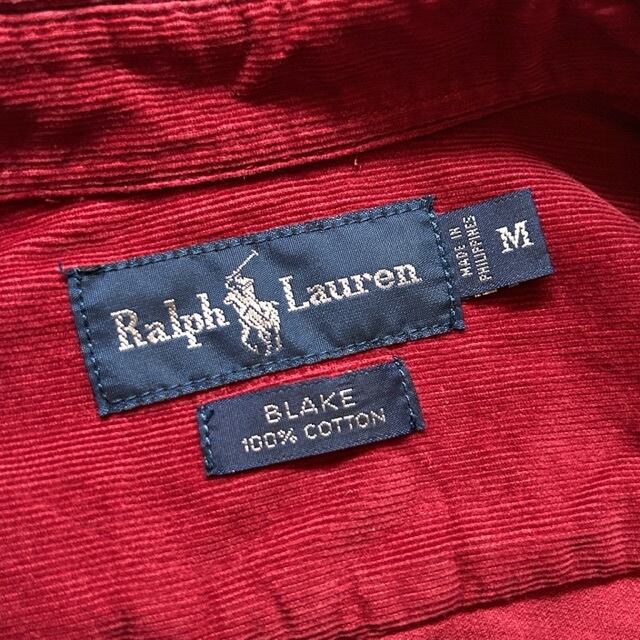 Ralph Lauren
MADE IN
PHILIPPINES
M
BLAKE
100% COTTON